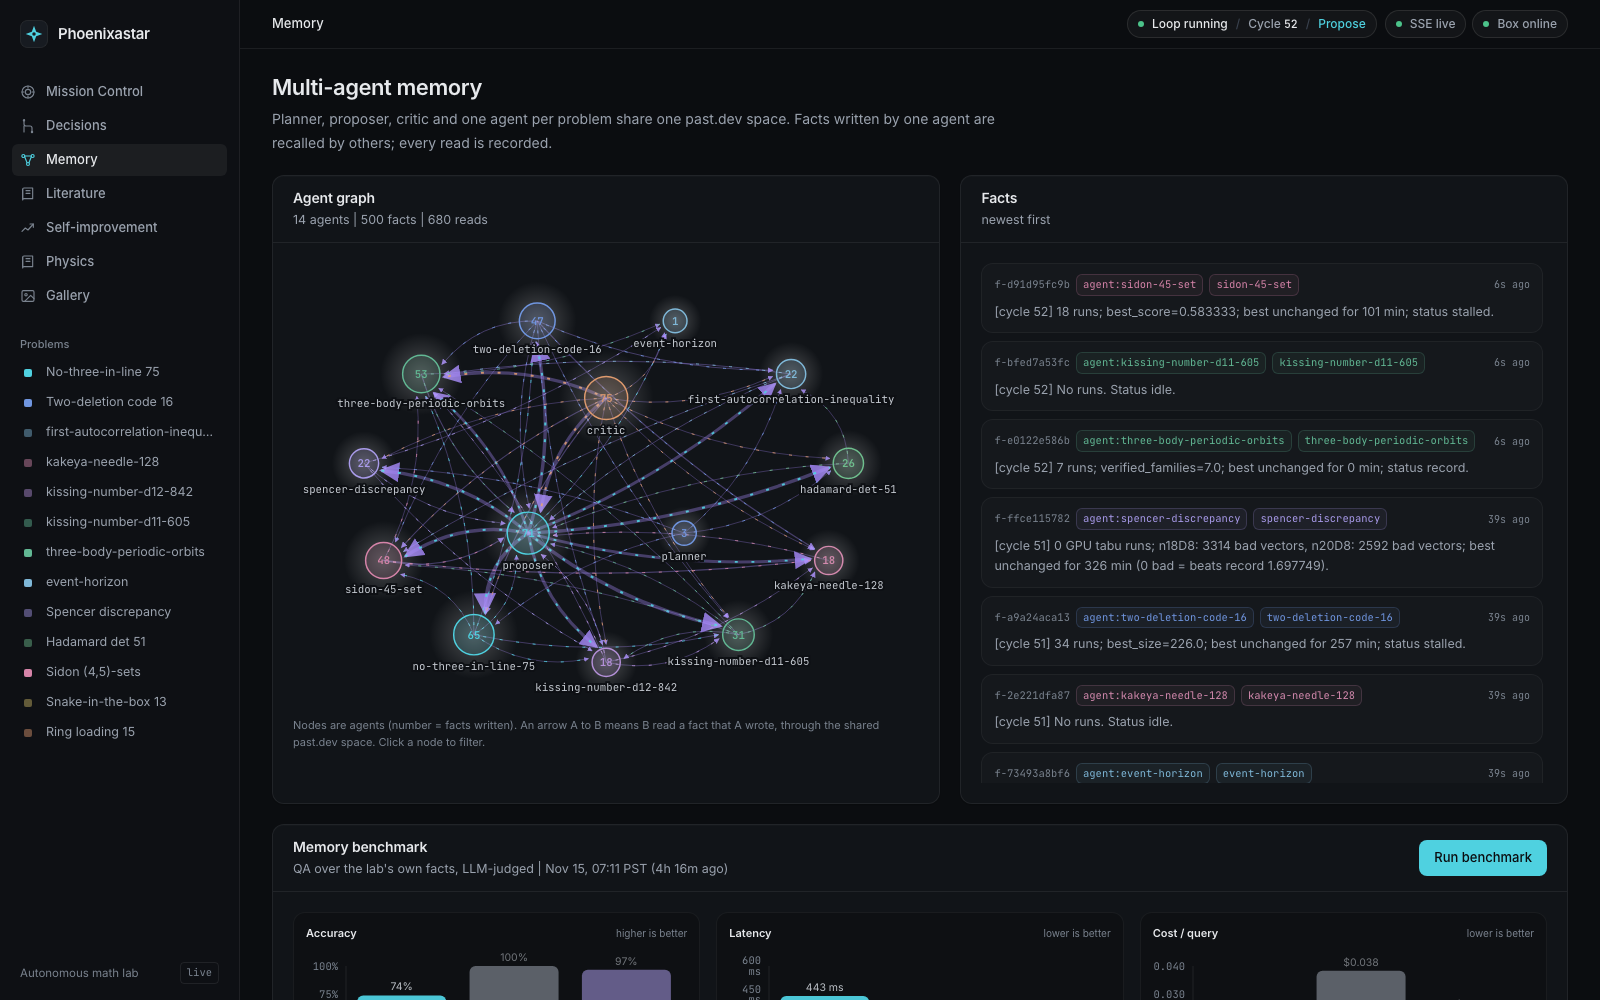 Phoenixastar
Memory
Loop running / Cycle 52 / Propose
SSE live
Box online
Mission Control
Decisions
Memory
Literature
Self-improvement
Physics
Gallery
Problems
No-three-in-line 75
Two-deletion code 16
first-autocorrelation-inequ...
kakeya-needle-128
kissing-number-d12-842
kissing-number-d11-605
three-body-periodic-orbits
event-horizon
Spencer discrepancy
Hadamard det 51
Sidon (4,5)-sets
Snake-in-the-box 13
Ring loading 15
Autonomous math lab
live
Multi-agent memory
Planner, proposer, critic and one agent per problem share one past.dev space. Facts written by one agent are
recalled by others; every read is recorded.
Agent graph
14 agents | 500 facts | 680 reads
two-deletion-code-16
1
event-horizon
53
three-body-periodic-orbits
critic
22
first-autocorrelation-inequality
22
spencer-discrepancy
26
hadamard-det-51
proposer
3
planner
48
sidon-45-set
18
kakeya-needle-128
65
no-three-in-line-75
18
kissing-number-d12-842
31
kissing-number-d11-605
Nodes are agents (number = facts written). An arrow A to B means B read a fact that A wrote, through the shared
past.dev space. Click a node to filter.
Facts
newest first
f-d91d95fc9b agent:sidon-45-set sidon-45-set 6s ago
[cycle 52] 18 runs; best_score=0.583333; best unchanged for 101 min; status stalled.
f-bfed7a53fc agent:kissing-number-d11-605 kissing-number-d11-605 6s ago
[cycle 52] No runs. Status idle.
f-e0122e586b agent:three-body-periodic-orbits three-body-periodic-orbits 6s ago
[cycle 52] 7 runs; verified_families=7.0; best unchanged for 0 min; status record.
f-ffce115782 agent:spencer-discrepancy spencer-discrepancy 39s ago
[cycle 51] 0 GPU tabu runs; n18D8: 3314 bad vectors, n20D8: 2592 bad vectors; best
unchanged for 326 min (0 bad = beats record 1.697749).
f-a9a24aca13 agent:two-deletion-code-16 two-deletion-code-16 39s ago
[cycle 51] 34 runs; best_size=226.0; best unchanged for 257 min; status stalled.
f-2e221dfa87 agent:kakeya-needle-128 kakeya-needle-128 39s ago
[cycle 51] No runs. Status idle.
f-73493a8bf6 agent:event-horizon event-horizon 39s ago
Memory benchmark
QA over the lab's own facts, LLM-judged | Nov 15, 07:11 PST (4h 16m ago)
Run benchmark
Accuracy
higher is better
100%
75%
74%
100%
97%
Latency
lower is better
600
ms
450
ms
443 ms
Cost / query
lower is better
0.040
0.030
$0.038